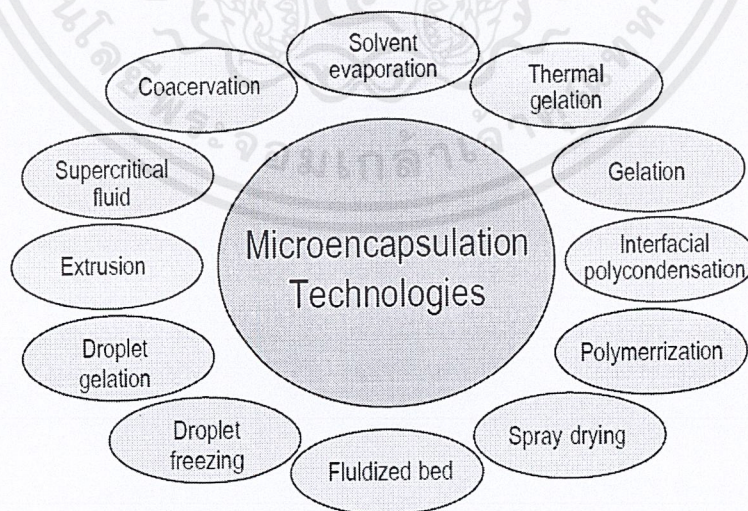 Solvent
evaporation
Thermal
gelation
Gelation
Interfacial
polycondensation
Polymerrization
Spray drying
Fluldized bed
Droplet
freezing
Droplet
gelation
Extrusion
Supercritical
fluid
Coacervation
Microencapsulation
Technologies